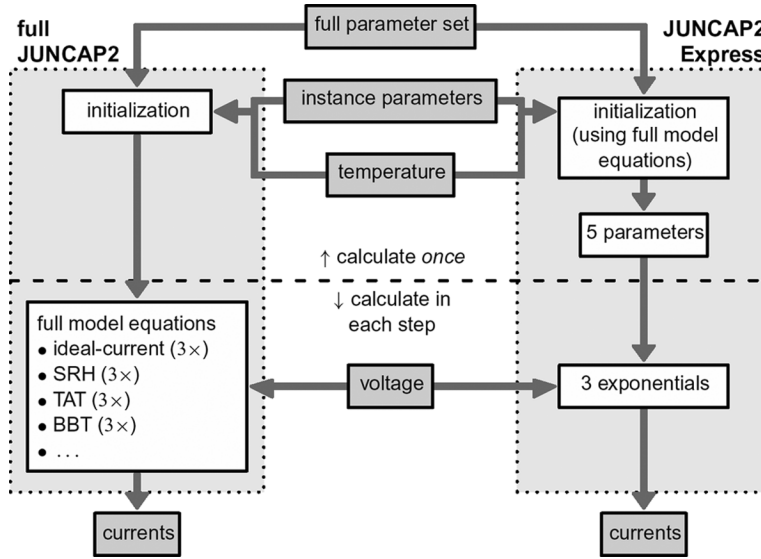 full
JUNCAP2
full parameter set
JUNCAP2
Express
initialization
instance parameters
initialization
(using full model
equations)
temperature
5 parameters
↑ calculate once
↓ calculate in
each step
full model equations
● ideal-current (3×)
● SRH (3×)
● TAT (3×)
● BBT (3×)
● ...
voltage
3 exponentials
currents
currents